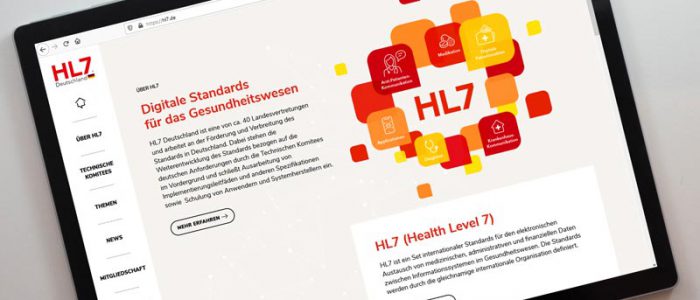 https://hl7.de
HL7
Deutschland
ÜBER HL7
TECHNISCHE
KOMITEES
THEMEN
NEWS
MITGLIEDSCHAFT
ÜBER HL7
Digitale Standards
für das Gesundheitswesen
HL7 Deutschland ist eine von ca. 40 Landesvertretungen
und arbeitet an der Förderung und Verbreitung des
Standards in Deutschland. Dabei stehen die
Weiterentwicklung des Standards bezogen auf die
deutschen Anforderungen durch die Technischen Komitees
im Vordergrund und schließt Ausarbeitung von
Implementierungsleitfäden und anderen Spezifikationen
sowie Schulung von Anwendern und Systemherstellern ein.
MEHR ERFAHREN
Arzt/Patienten-
Kommunikation
Medikation
Digitale
HL7
Applikationen
Diagnose
Krankenhaus-
Kommunikation
HL7 (Health Level 7)
HL7 ist ein Set internationaler Standards für den elektronischen
Austausch von medizinischen, administrativen und finanziellen Daten
zwischen Informationssystemen im Gesundheitswesen. Die Standards
werden durch die gleichnamige internationale Organisation definiert.